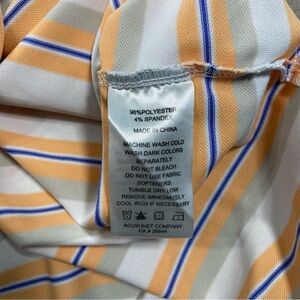 96%POLYESTER
4% SPANDEX
MADE IN CHINA
MACHINE WASH COLD
WASH DARK COLORS
SEPARATELY
DO NOT BLEACH
DO NOT USE FABRIC
SOFTENERS
TUMBLE DRY LOW
REMOVE IMMEDIATELY
COOL IRON IF NECESSARY
ACUSHNET COMPANY
CA # 28544